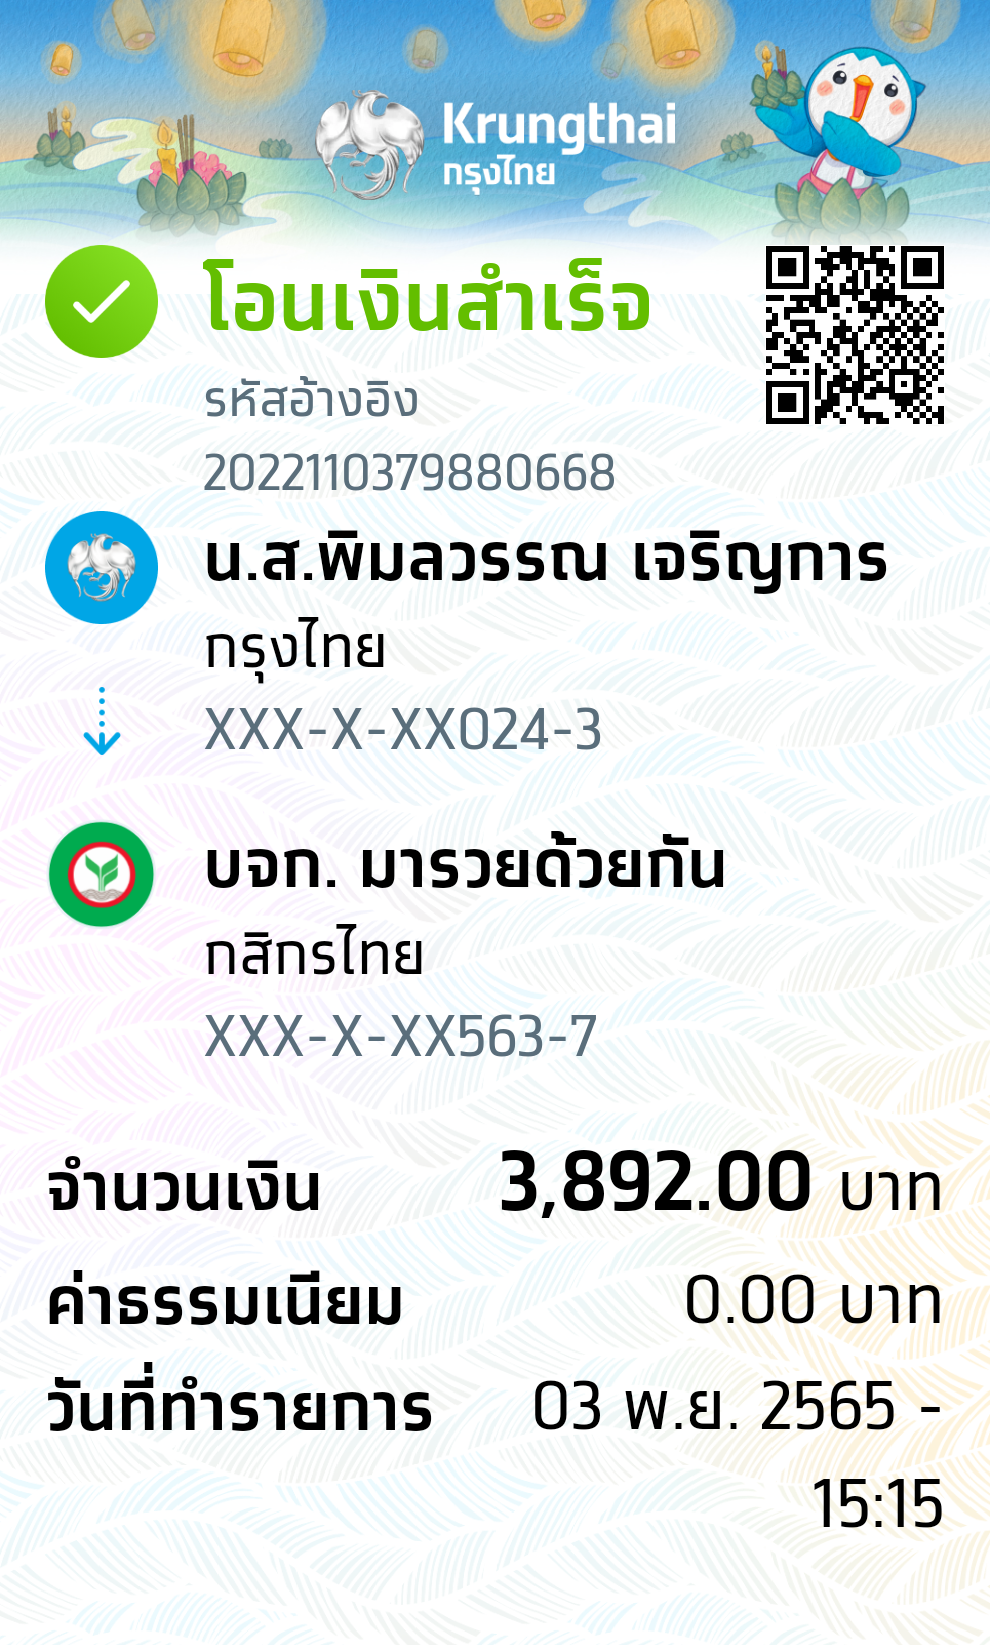 Krungthai
กรุงไทย
โอนเงินสำเร็จ
รหัสอ้างอิง
2022110379880668
น.ส.พิมลวรรณ เจริญการ
กรุงไทย
XXX-X-XX024-3
บจก. มารวยด้วยกัน
กสิกรไทย
XXX-X-XX563-7
จำนวนเงิน 3,892.00 บาท
ค่าธรรมเนียม 0.00 บาท
วันที่ทำรายการ 03 พ.ย. 2565 -
15:15